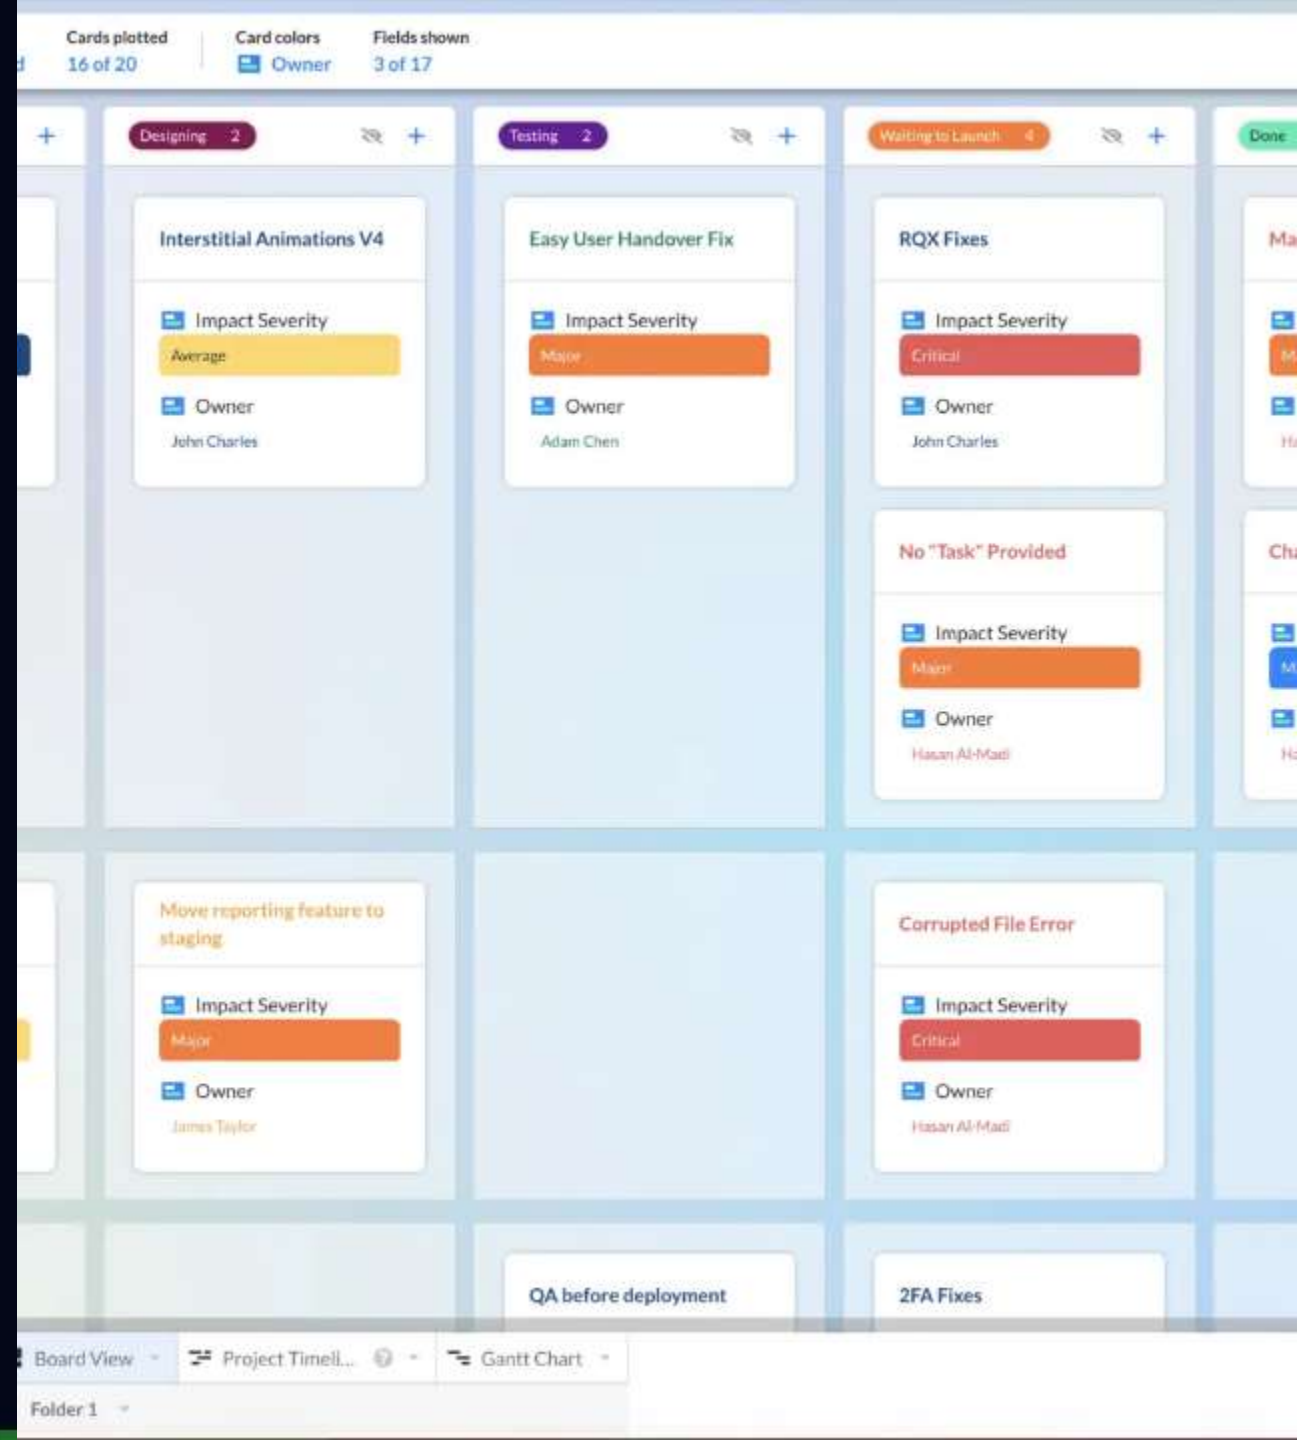 Cards plotted
Card colors
Fields shown
16 of 20
Owner
3 of 17
Designing 2
Testing 2
Waiting to Launch 4
Done
Interstitial Animations V4
Impact Severity
Average
Owner
John Charles
Easy User Handover Fix
Impact Severity
Major
Owner
Adam Chen
RQX Fixes
Impact Severity
Critical
Owner
John Charles
No "Task" Provided
Impact Severity
Major
Owner
Hasan Al-Madi
Move reporting feature to
staging
Impact Severity
Major
Owner
James Taylor
Corrupted File Error
Impact Severity
Critical
Owner
Hasan Al-Madi
QA before deployment
2FA Fixes
Board View
Project Timeli...
Gantt Chart
Folder 1